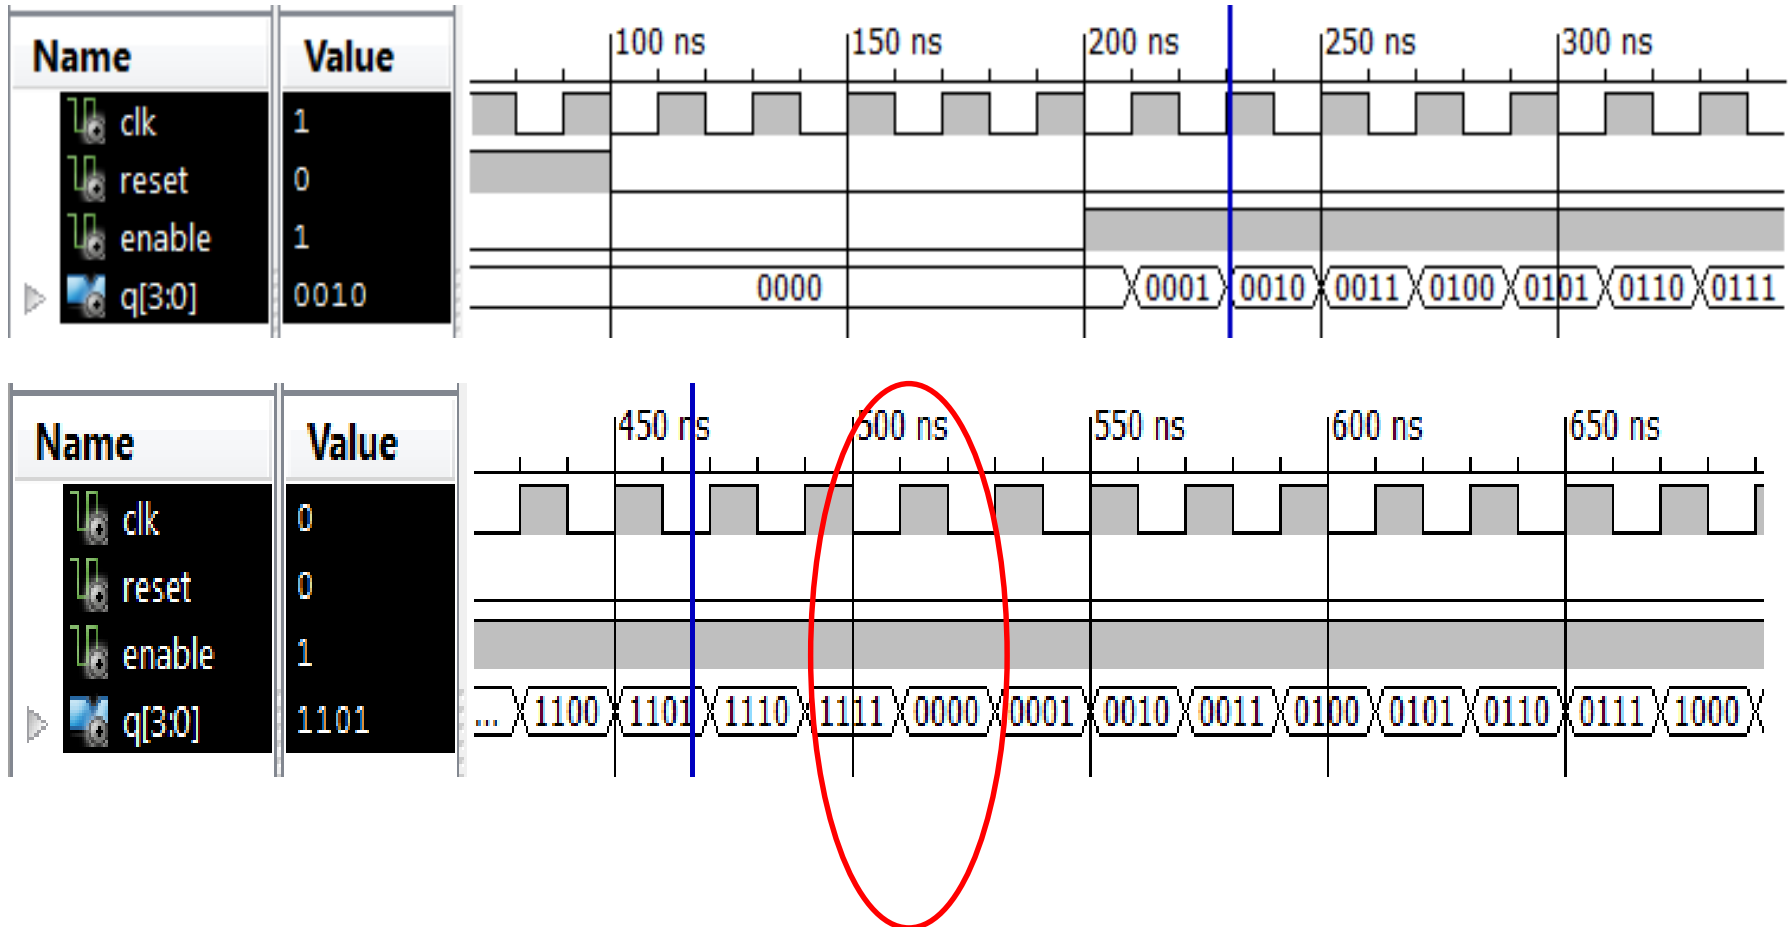 Name Value 100 ns 150 ns 200 ns 250 ns 300 ns
clk 1
reset 0
enable 1
q[3:0] 0010 0000 0001 0010 0011 0100 0101 0110 0111
Name Value 450 ns 500 ns 550 ns 600 ns 650 ns
clk 0
reset 0
enable 1
q[3:0] 1101 ... 1100 1101 1110 1111 0000 0001 0010 0011 0100 0101 0110 0111 1000